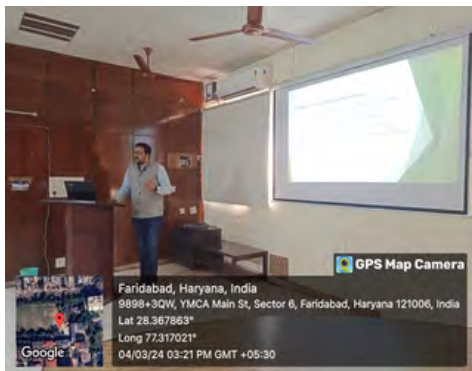 GPS Map Camera
Faridabad, Haryana, India
9898+3QW, YMCA Main St, Sector 6, Faridabad, Haryana 121006, India
Lat 28.367863°
Long 77.317021°
04/03/24 03:21 PM GMT +05:30
Google